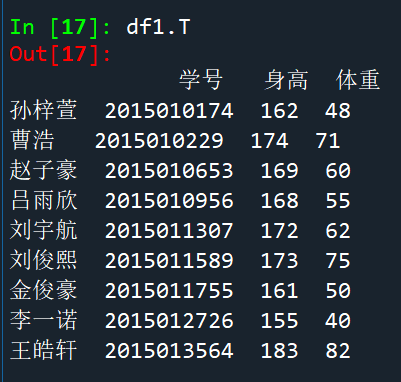 In [17]: df1.T
Out[17]:
学号 身高 体重
孙梓萱 2015010174 162 48
曹浩 2015010229 174 71
赵子豪 2015010653 169 60
吕雨欣 2015010956 168 55
刘宇航 2015011307 172 62
刘俊熙 2015011589 173 75
金俊豪 2015011755 161 50
李一诺 2015012726 155 40
王皓轩 2015013564 183 82